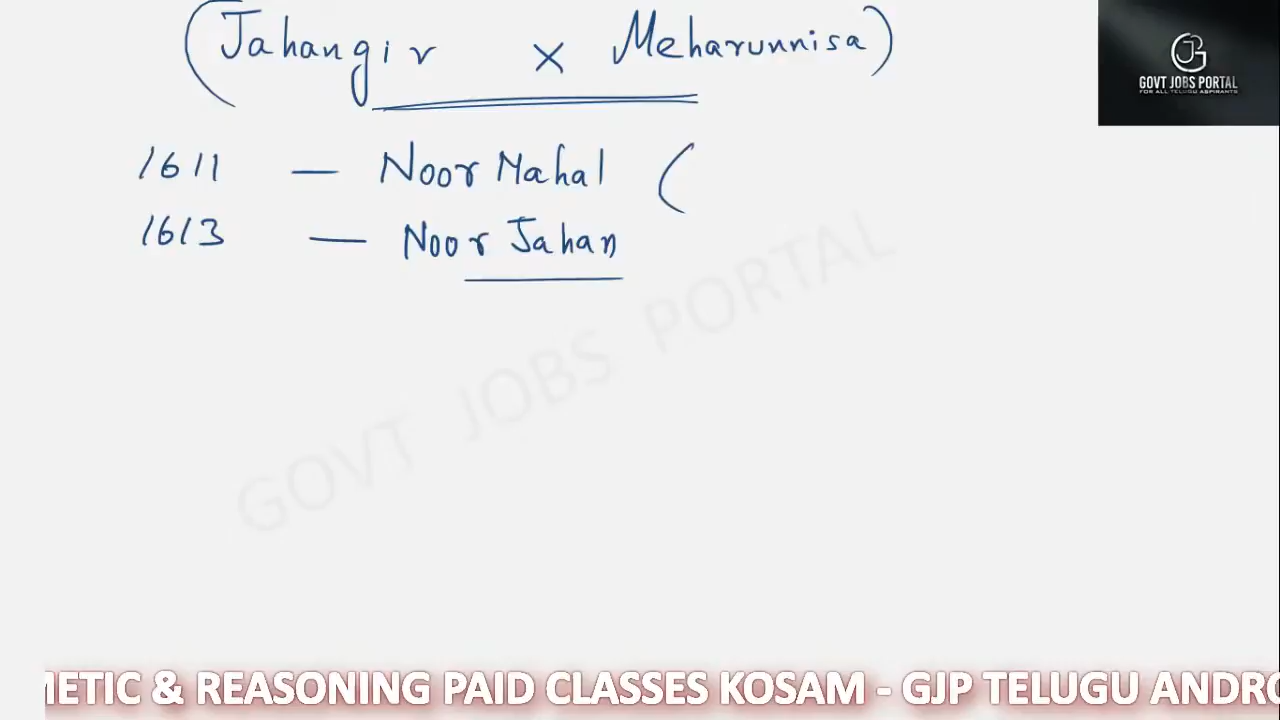 (Jahangir × Meharunnisa)
GOVT JOBS PORTAL
FOR ALL TELUGU ASPIRANTS
1611 — Noor Mahal (
1613 — Noor Jahan
GOVT JOBS PORTAL
METIC & REASONING PAID CLASSES KOSAM - GJP TELUGU ANDRO